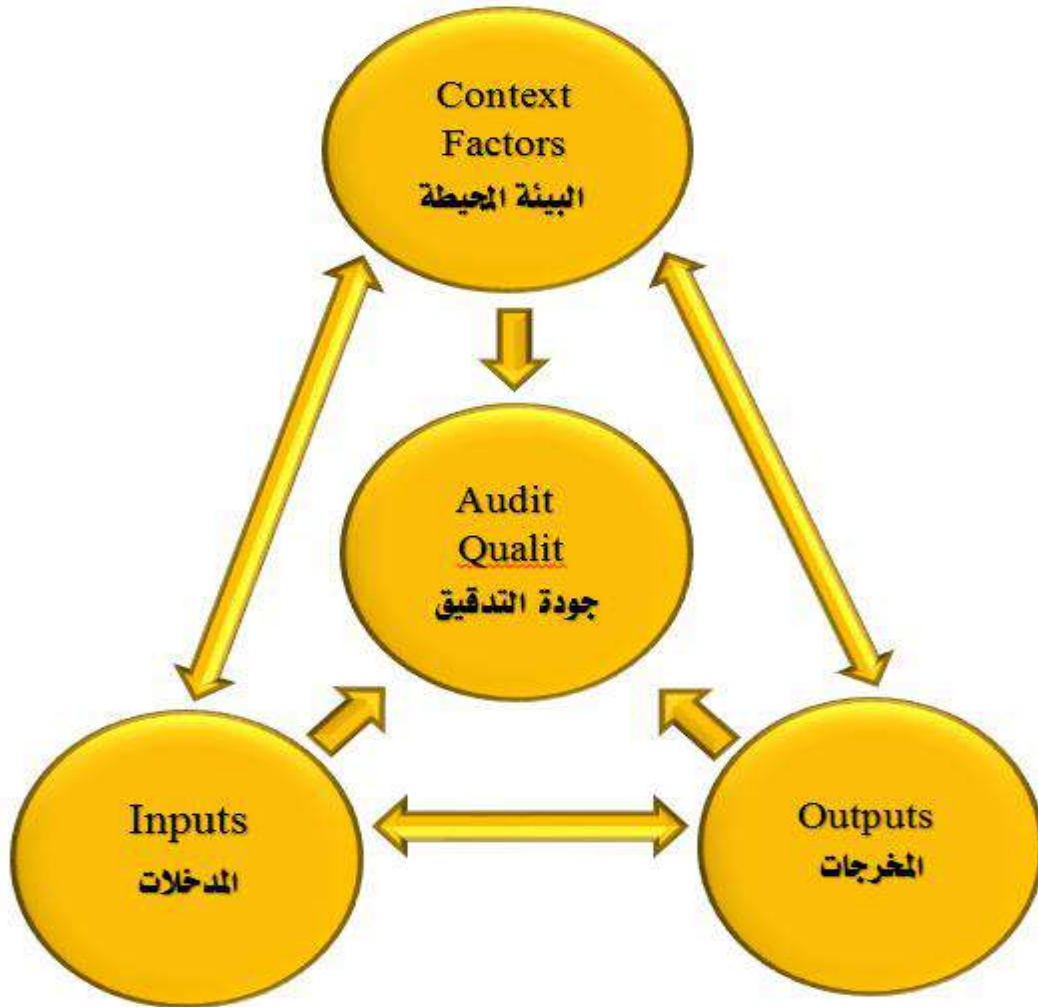 Context
Factors
البيئة المحيطة
Audit
Qualit
جودة التدقيق
Inputs
المدخلات
Outputs
المخرجات